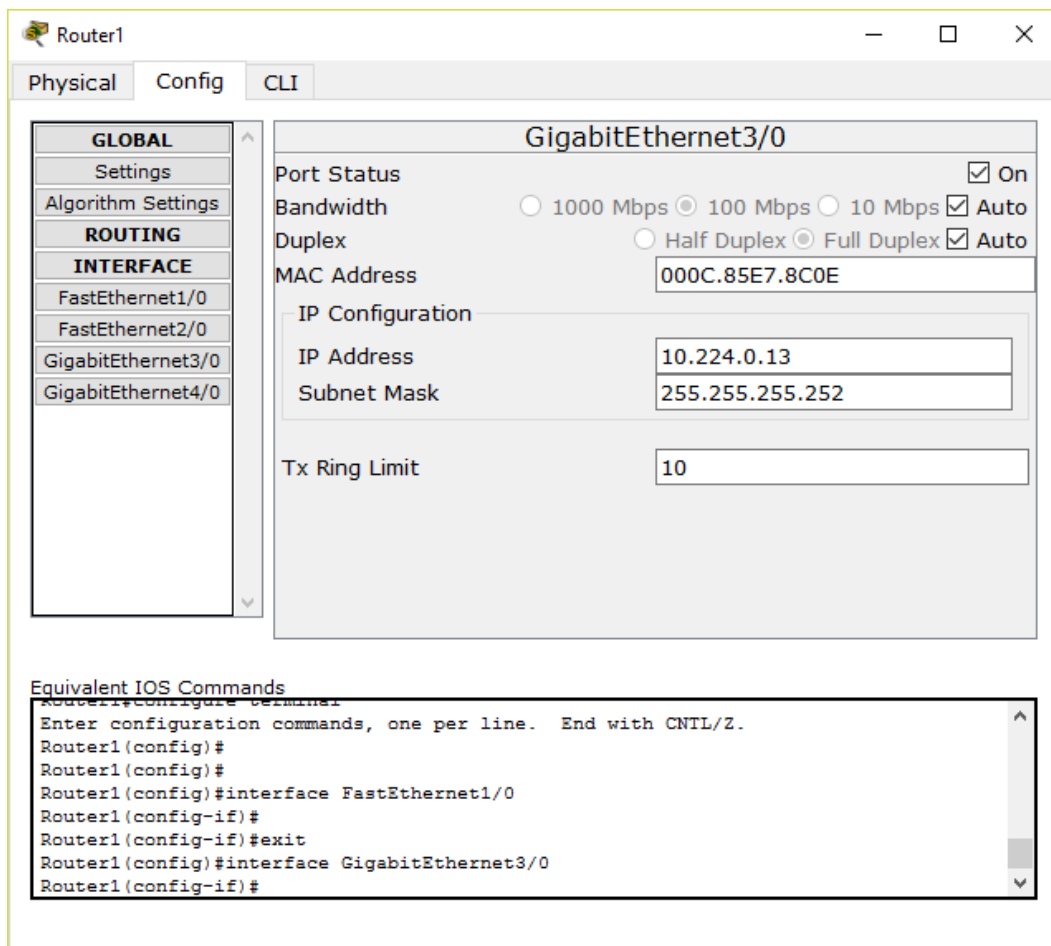 Router1
Physical Config CLI
GLOBAL
Settings
Algorithm Settings
ROUTING
INTERFACE
FastEthernet1/0
FastEthernet2/0
GigabitEthernet3/0
GigabitEthernet4/0
GigabitEthernet3/0
Port Status On
Bandwidth 1000 Mbps 100 Mbps 10 Mbps Auto
Duplex Half Duplex Full Duplex Auto
MAC Address 000C.85E7.8C0E
IP Configuration
IP Address 10.224.0.13
Subnet Mask 255.255.255.252
Tx Ring Limit 10
Equivalent IOS Commands
Router1#configure terminal
Enter configuration commands, one per line.  End with CNTL/Z.
Router1(config)#
Router1(config)#
Router1(config)#interface FastEthernet1/0
Router1(config-if)#
Router1(config-if)#exit
Router1(config)#interface GigabitEthernet3/0
Router1(config-if)#